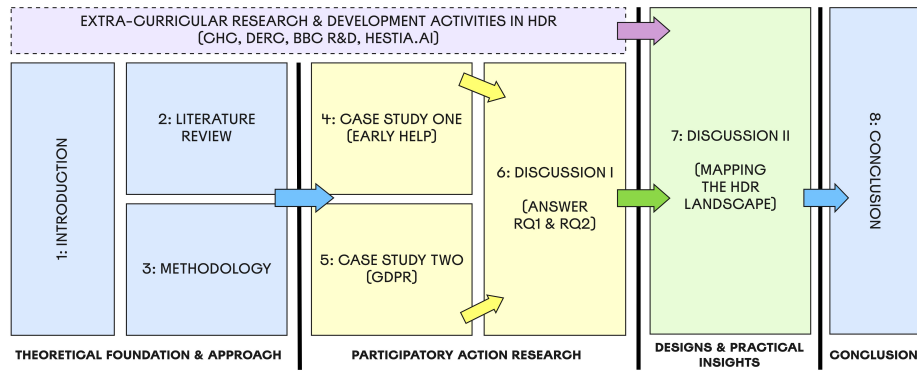 EXTRA-CURRICULAR RESEARCH & DEVELOPMENT ACTIVITIES IN HDR
(CHC, DERC, BBC R&D, HESTIA.AI)
1: INTRODUCTION
2: LITERATURE
REVIEW
3: METHODOLOGY
4: CASE STUDY ONE
(EARLY HELP)
5: CASE STUDY TWO
(GDPR)
6: DISCUSSION I
(ANSWER
RQ1 & RQ2)
7: DISCUSSION II
(MAPPING
THE HDR
LANDSCAPE)
8: CONCLUSION
THEORETICAL FOUNDATION & APPROACH
PARTICIPATORY ACTION RESEARCH
DESIGNS & PRACTICAL
INSIGHTS
CONCLUSION